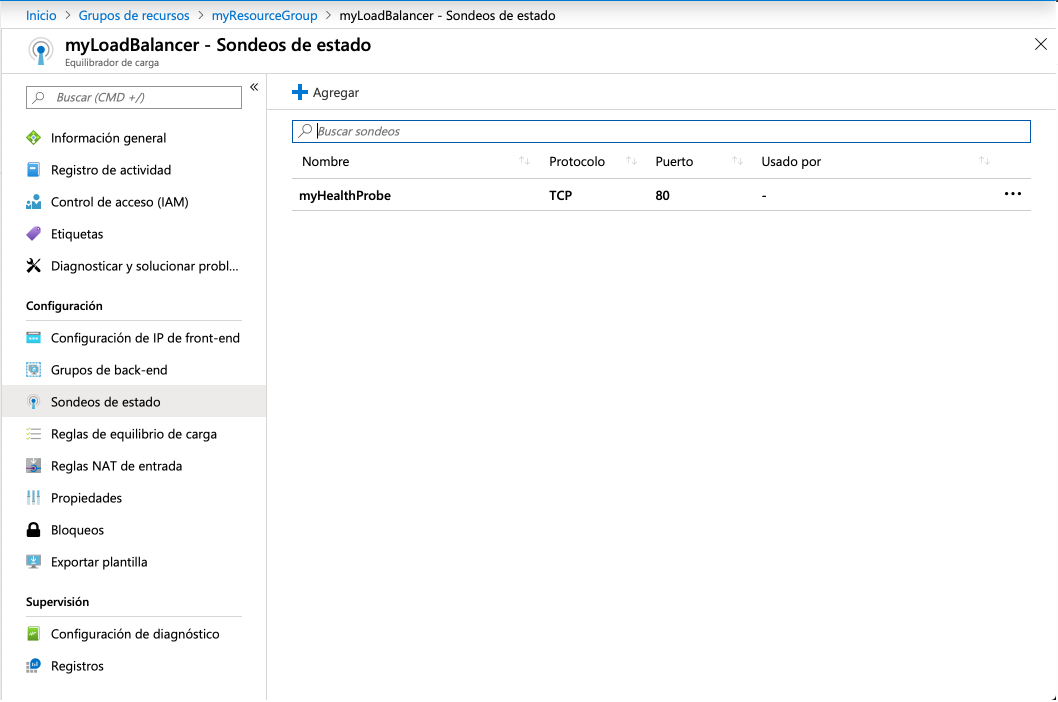 Inicio > Grupos de recursos > myResourceGroup > myLoadBalancer - Sondeos de estado
myLoadBalancer - Sondeos de estado
Equilibrador de carga
Buscar (CMD +/)
«
Información general
Registro de actividad
Control de acceso (IAM)
Etiquetas
Diagnosticar y solucionar probl...
Configuración
Configuración de IP de front-end
Grupos de back-end
Sondeos de estado
Reglas de equilibrio de carga
Reglas NAT de entrada
Propiedades
Bloqueos
Exportar plantilla
Supervisión
Configuración de diagnóstico
Registros
Agregar
Buscar sondeos
Nombre Protocolo Puerto Usado por
myHealthProbe TCP 80 -